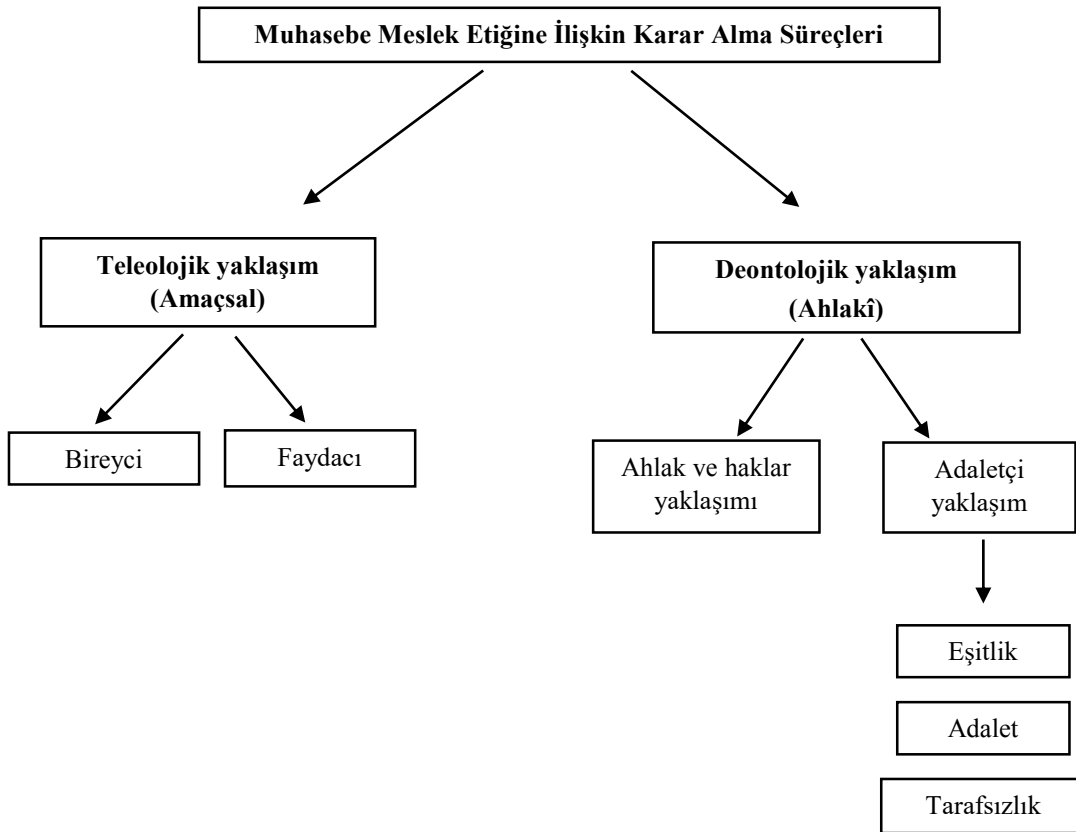 Muhasebe Meslek Etiğine İlişkin Karar Alma Süreçleri
Teleolojik yaklaşım
(Amaçsal)
Deontolojik yaklaşım
(Ahlakî)
Bireyci
Faydacı
Ahlak ve haklar
yaklaşımı
Adaletçi
yaklaşım
Eşitlik
Adalet
Tarafsızlık